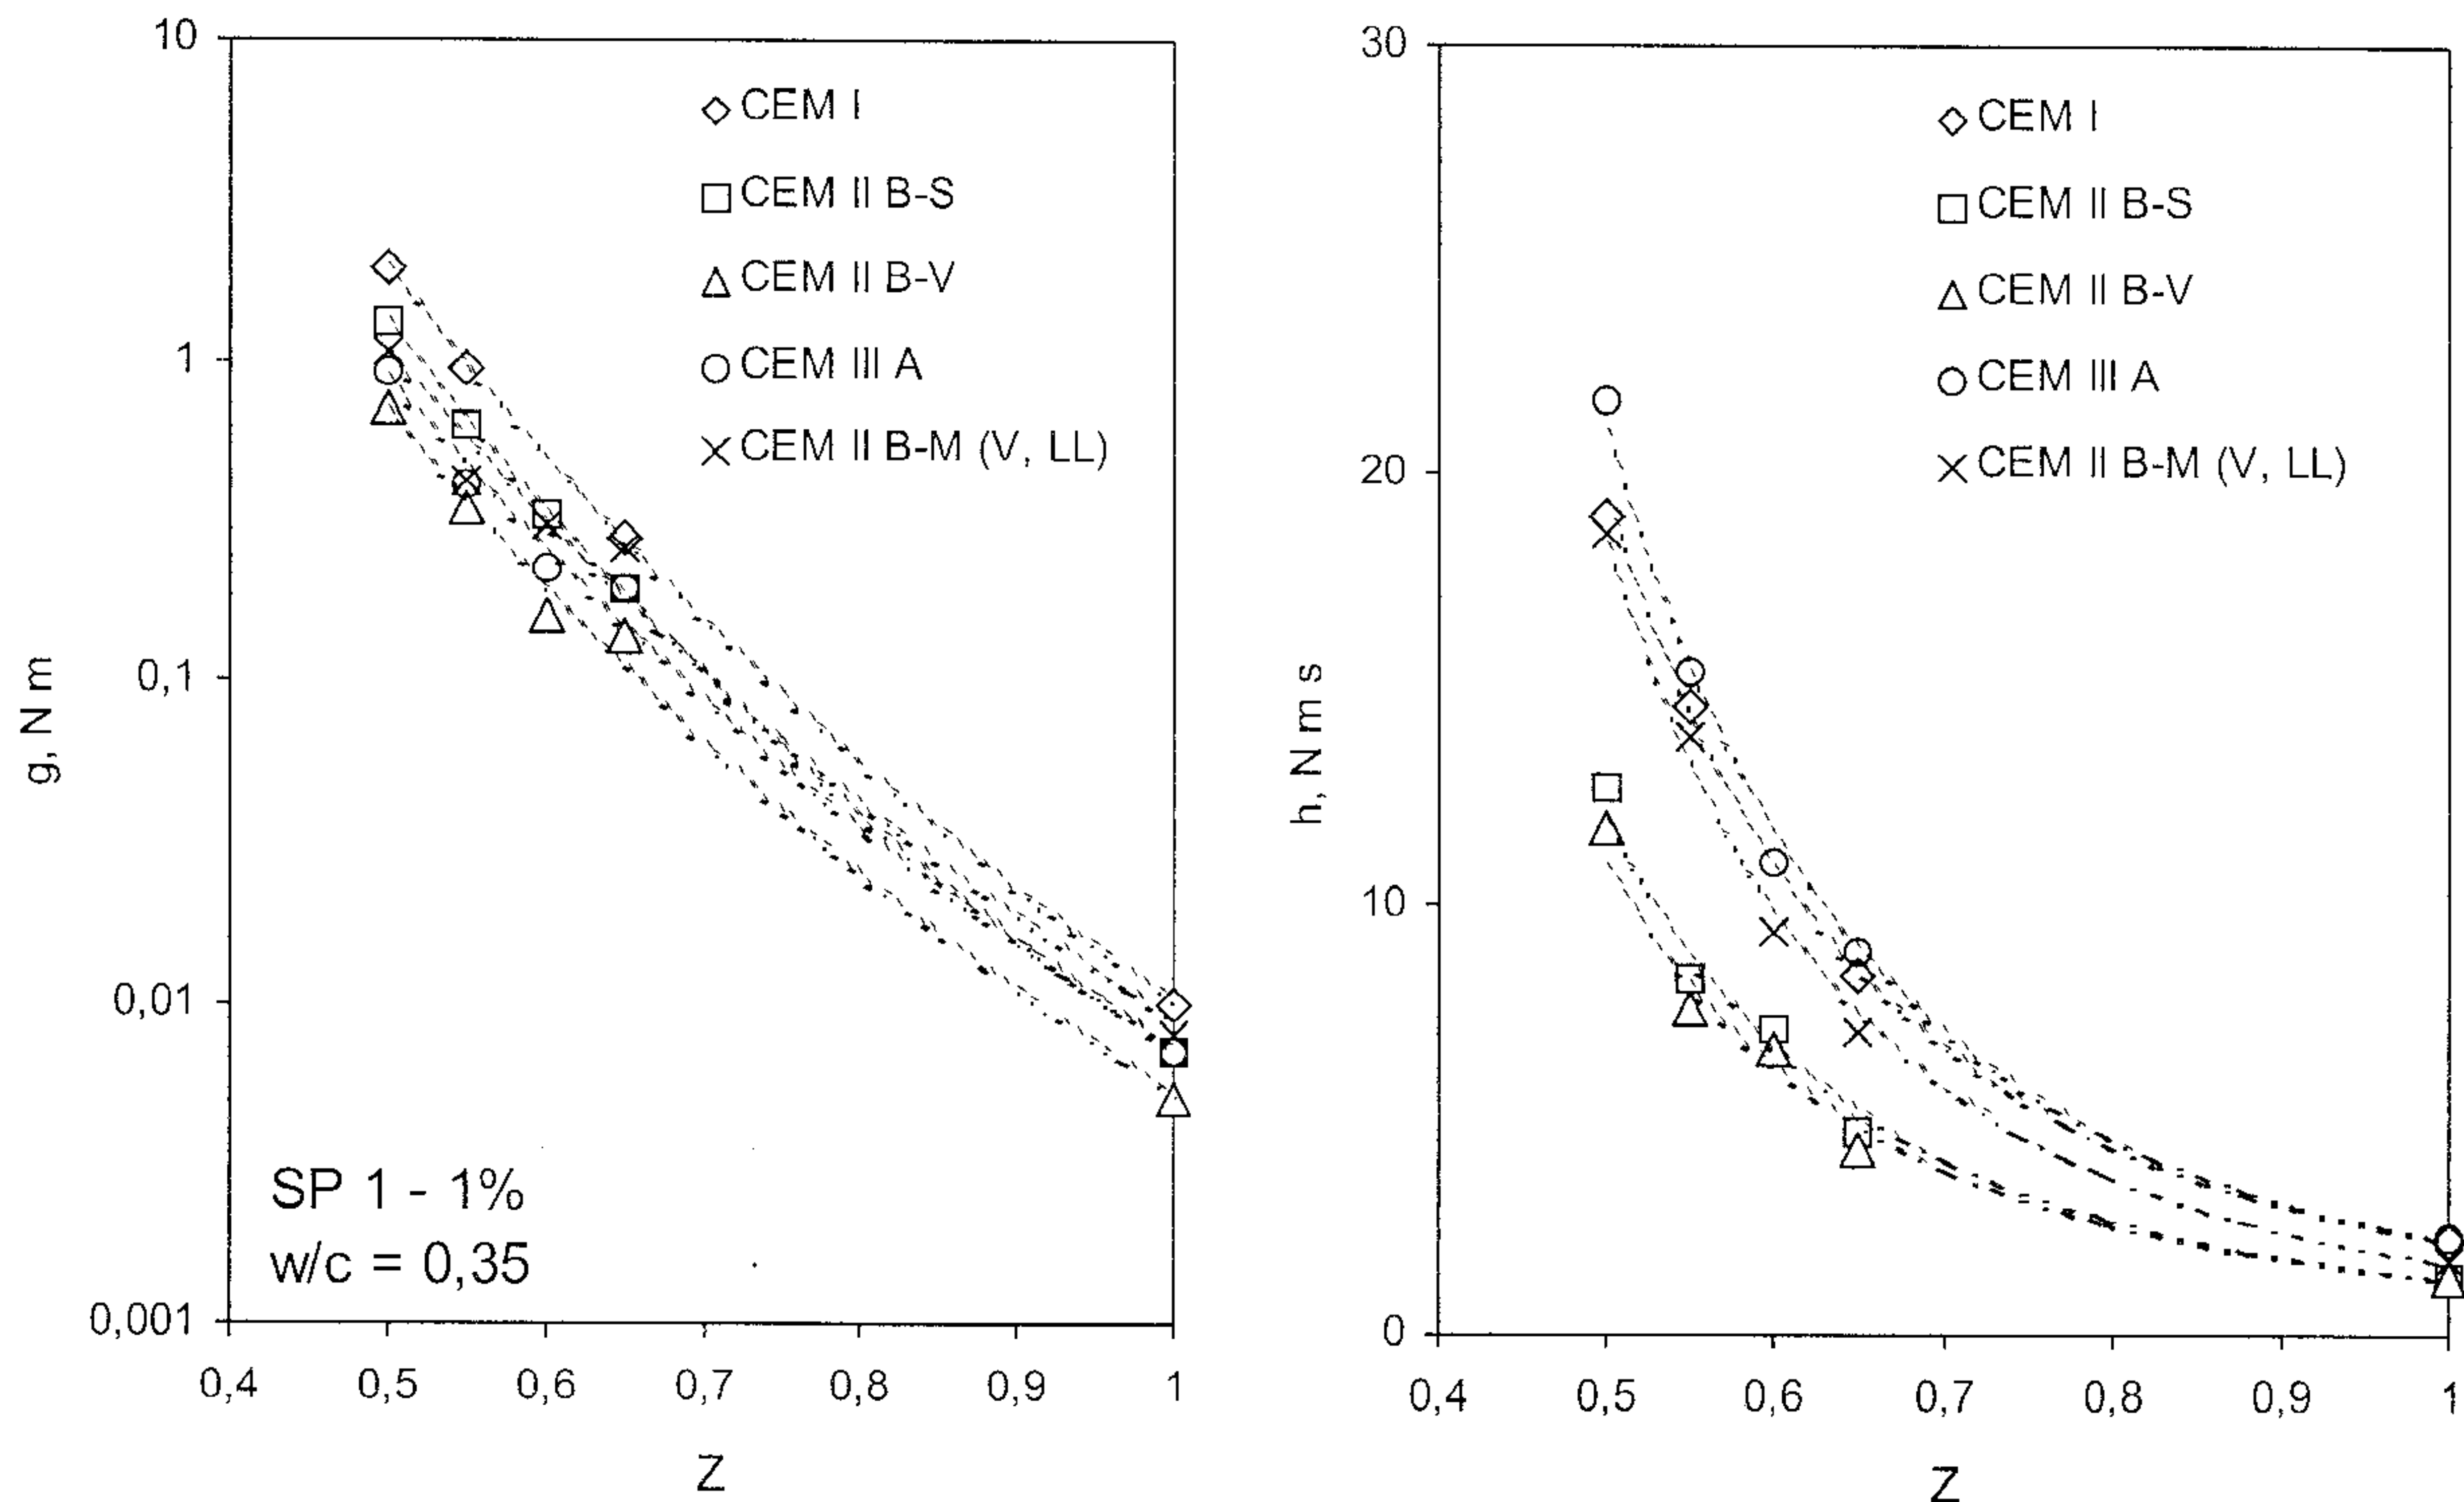 10
1
0,1
0,01
0,001
g, N m
CEM I
CEM II B-S
CEM II B-V
CEM III A
CEM II B-M (V, LL)
SP 1 - 1%
w/c = 0,35
0,4 0,5 0,6 0,7 0,8 0,9 1
Z
30
20
10
0
h, N m s
CEM I
CEM II B-S
CEM II B-V
CEM III A
CEM II B-M (V, LL)
0,4 0,5 0,6 0,7 0,8 0,9 1
Z